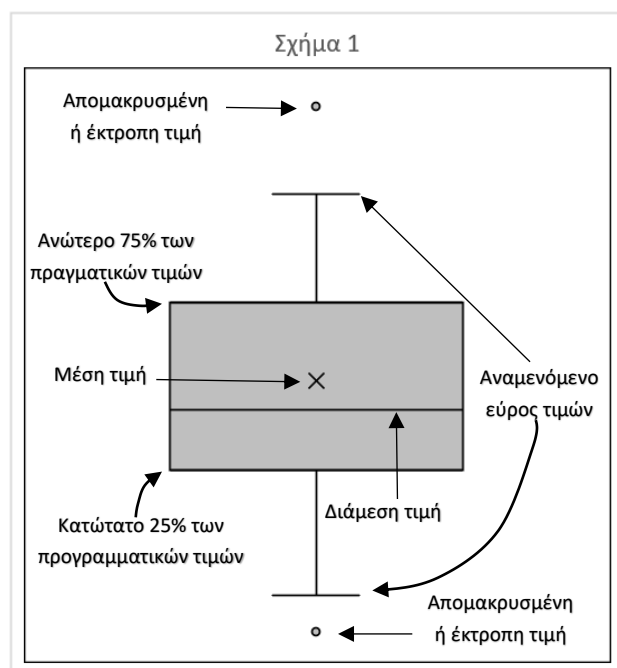 Σχήμα 1
Απομακρυσμένη
ή έκτροπη τιμή
Ανώτερο 75% των
πραγματικών τιμών
Μέση τιμή
Αναμενόμενο
εύρος τιμών
Διάμεση τιμή
Κατώτατο 25% των
προγραμματικών τιμών
Απομακρυσμένη
ή έκτροπη τιμή